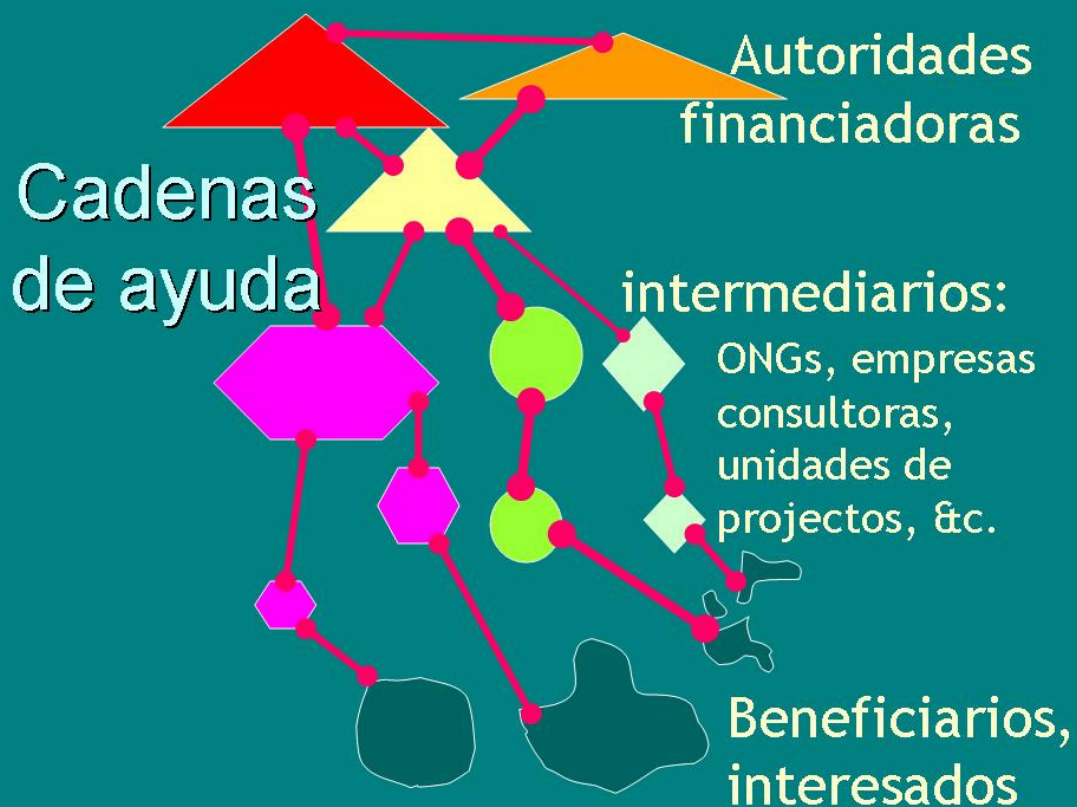 Cadenas
de ayuda
Autoridades
financiadoras
intermediarios:
ONGs, empresas
consultoras,
unidades de
projectos, &c.
Beneficiarios,
interesados